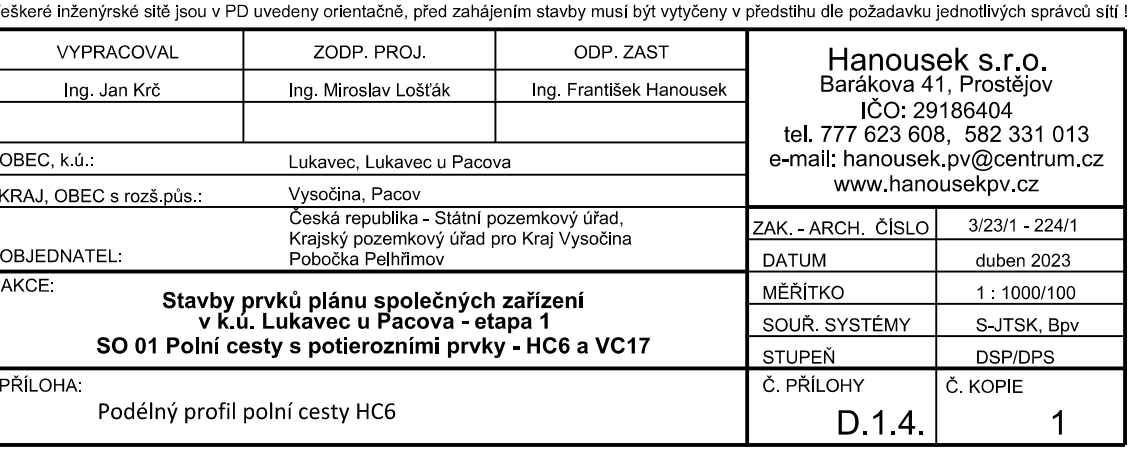 eškeré inženýrské sítě jsou v PD uvedeny orientačně, před zahájením stavby musí být vytyčeny v předstihu dle požadavku jednotlivých správců sítí !
VYPRACOVAL ZODP. PROJ. ODP. ZAST
Ing. Jan Krč Ing. Miroslav Lošťák Ing. František Hanousek
Hanousek s.r.o.
Barákova 41, Prostějov
IČO: 29186404
tel. 777 623 608, 582 331 013
e-mail: hanousek.pv@centrum.cz
www.hanousekpv.cz
OBEC, k.ú.: Lukavec, Lukavec u Pacova
KRAJ, OBEC s rozš.půs.: Vysočina, Pacov
OBJEDNATEL: Česká republika - Státní pozemkový úřad,
Krajský pozemkový úřad pro Kraj Vysočina
Pobočka Pelhřimov
ZAK. - ARCH. ČÍSLO 3/23/1 - 224/1
DATUM duben 2023
MĚŘÍTKO 1 : 1000/100
SOUŘ. SYSTÉMY S-JTSK, Bpv
STUPEŇ DSP/DPS
AKCE:
Stavby prvků plánu společných zařízení
v k.ú. Lukavec u Pacova - etapa 1
SO 01 Polní cesty s potierozními prvky - HC6 a VC17
PŘÍLOHA:
Podélný profil polní cesty HC6
Č. PŘÍLOHY Č. KOPIE
D.1.4. 1